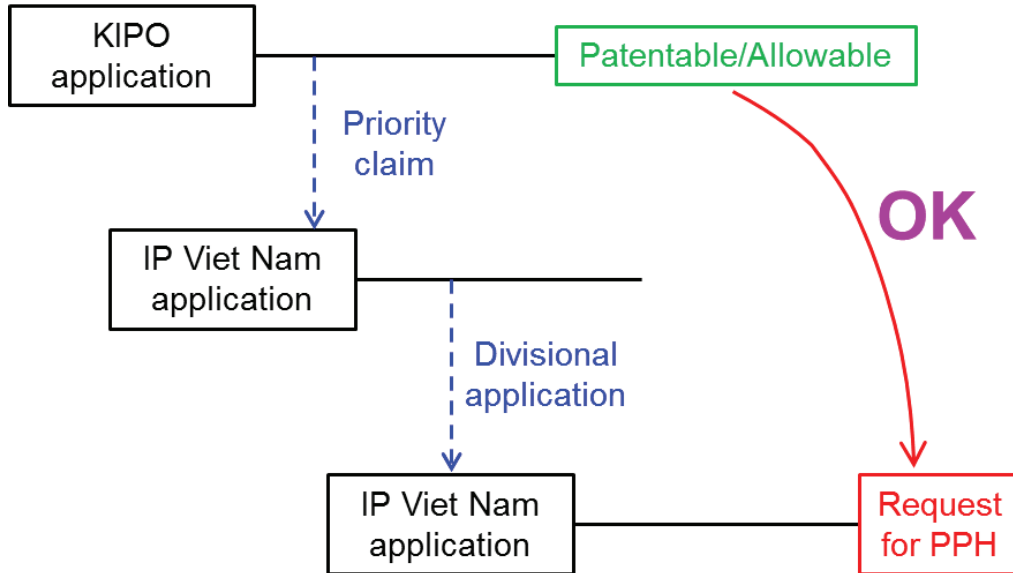 KIPO
application
Patentable/Allowable
Priority
claim
OK
IP Viet Nam
application
Divisional
application
IP Viet Nam
application
Request
for PPH